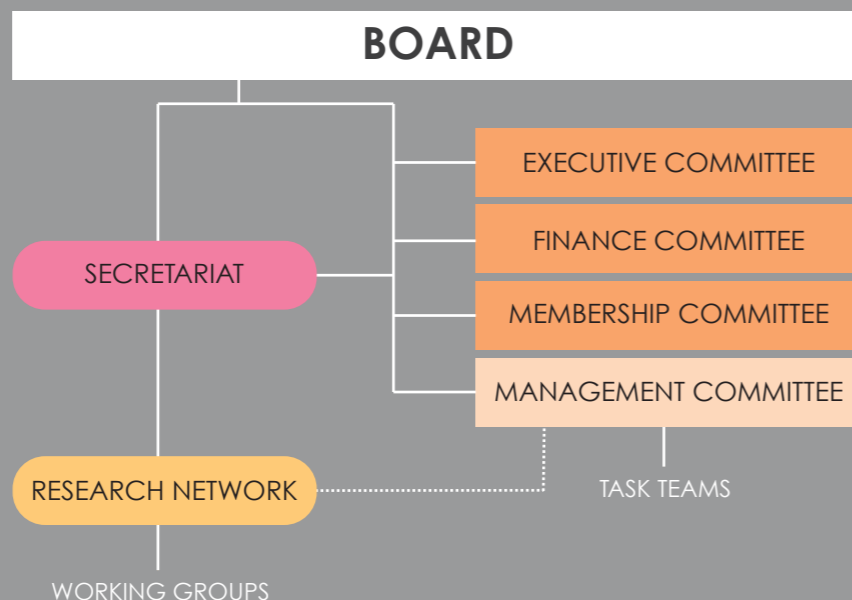 BOARD
EXECUTIVE COMMITTEE
FINANCE COMMITTEE
SECRETARIAT
MEMBERSHIP COMMITTEE
MANAGEMENT COMMITTEE
RESEARCH NETWORK
TASK TEAMS
WORKING GROUPS